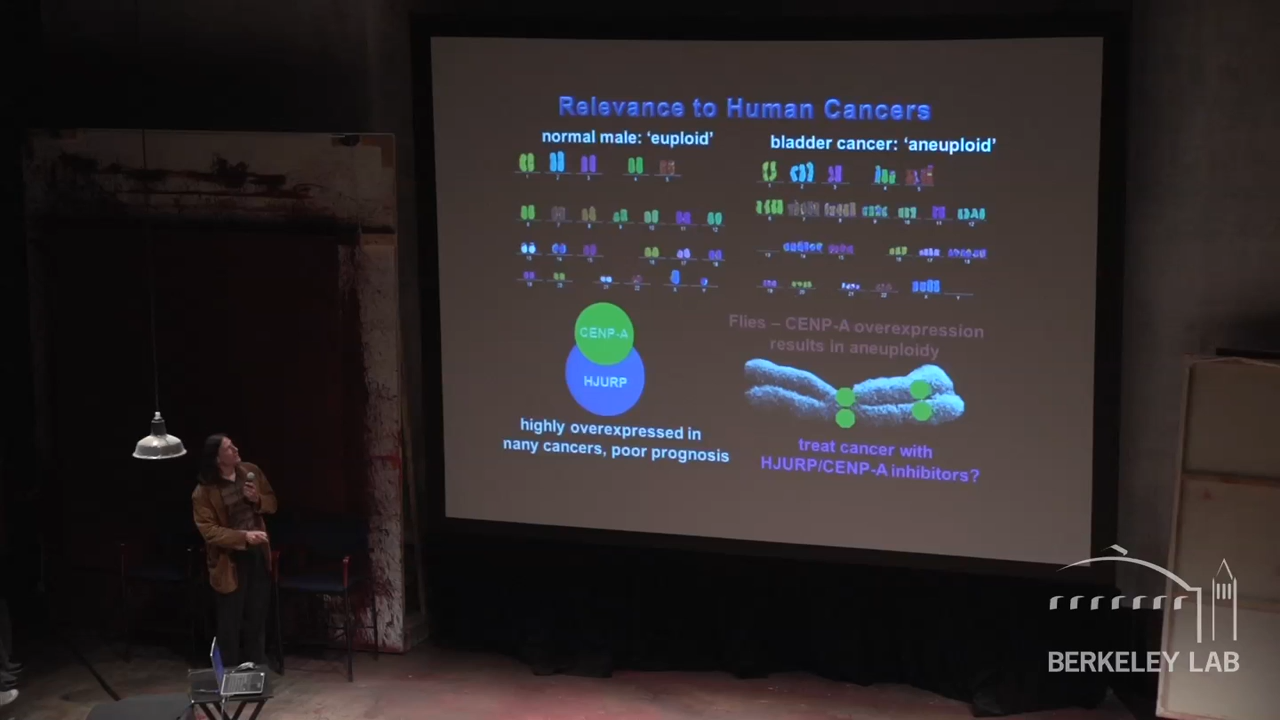 Relevance to Human Cancers
normal male: ‘euploid’
bladder cancer: ‘aneuploid’
CENP-A
HJURP
highly overexpressed in
nany cancers, poor prognosis
Flies – CENP-A overexpression
results in aneuploidy
treat cancer with
HJURP/CENP-A inhibitors?
BERKELEY LAB